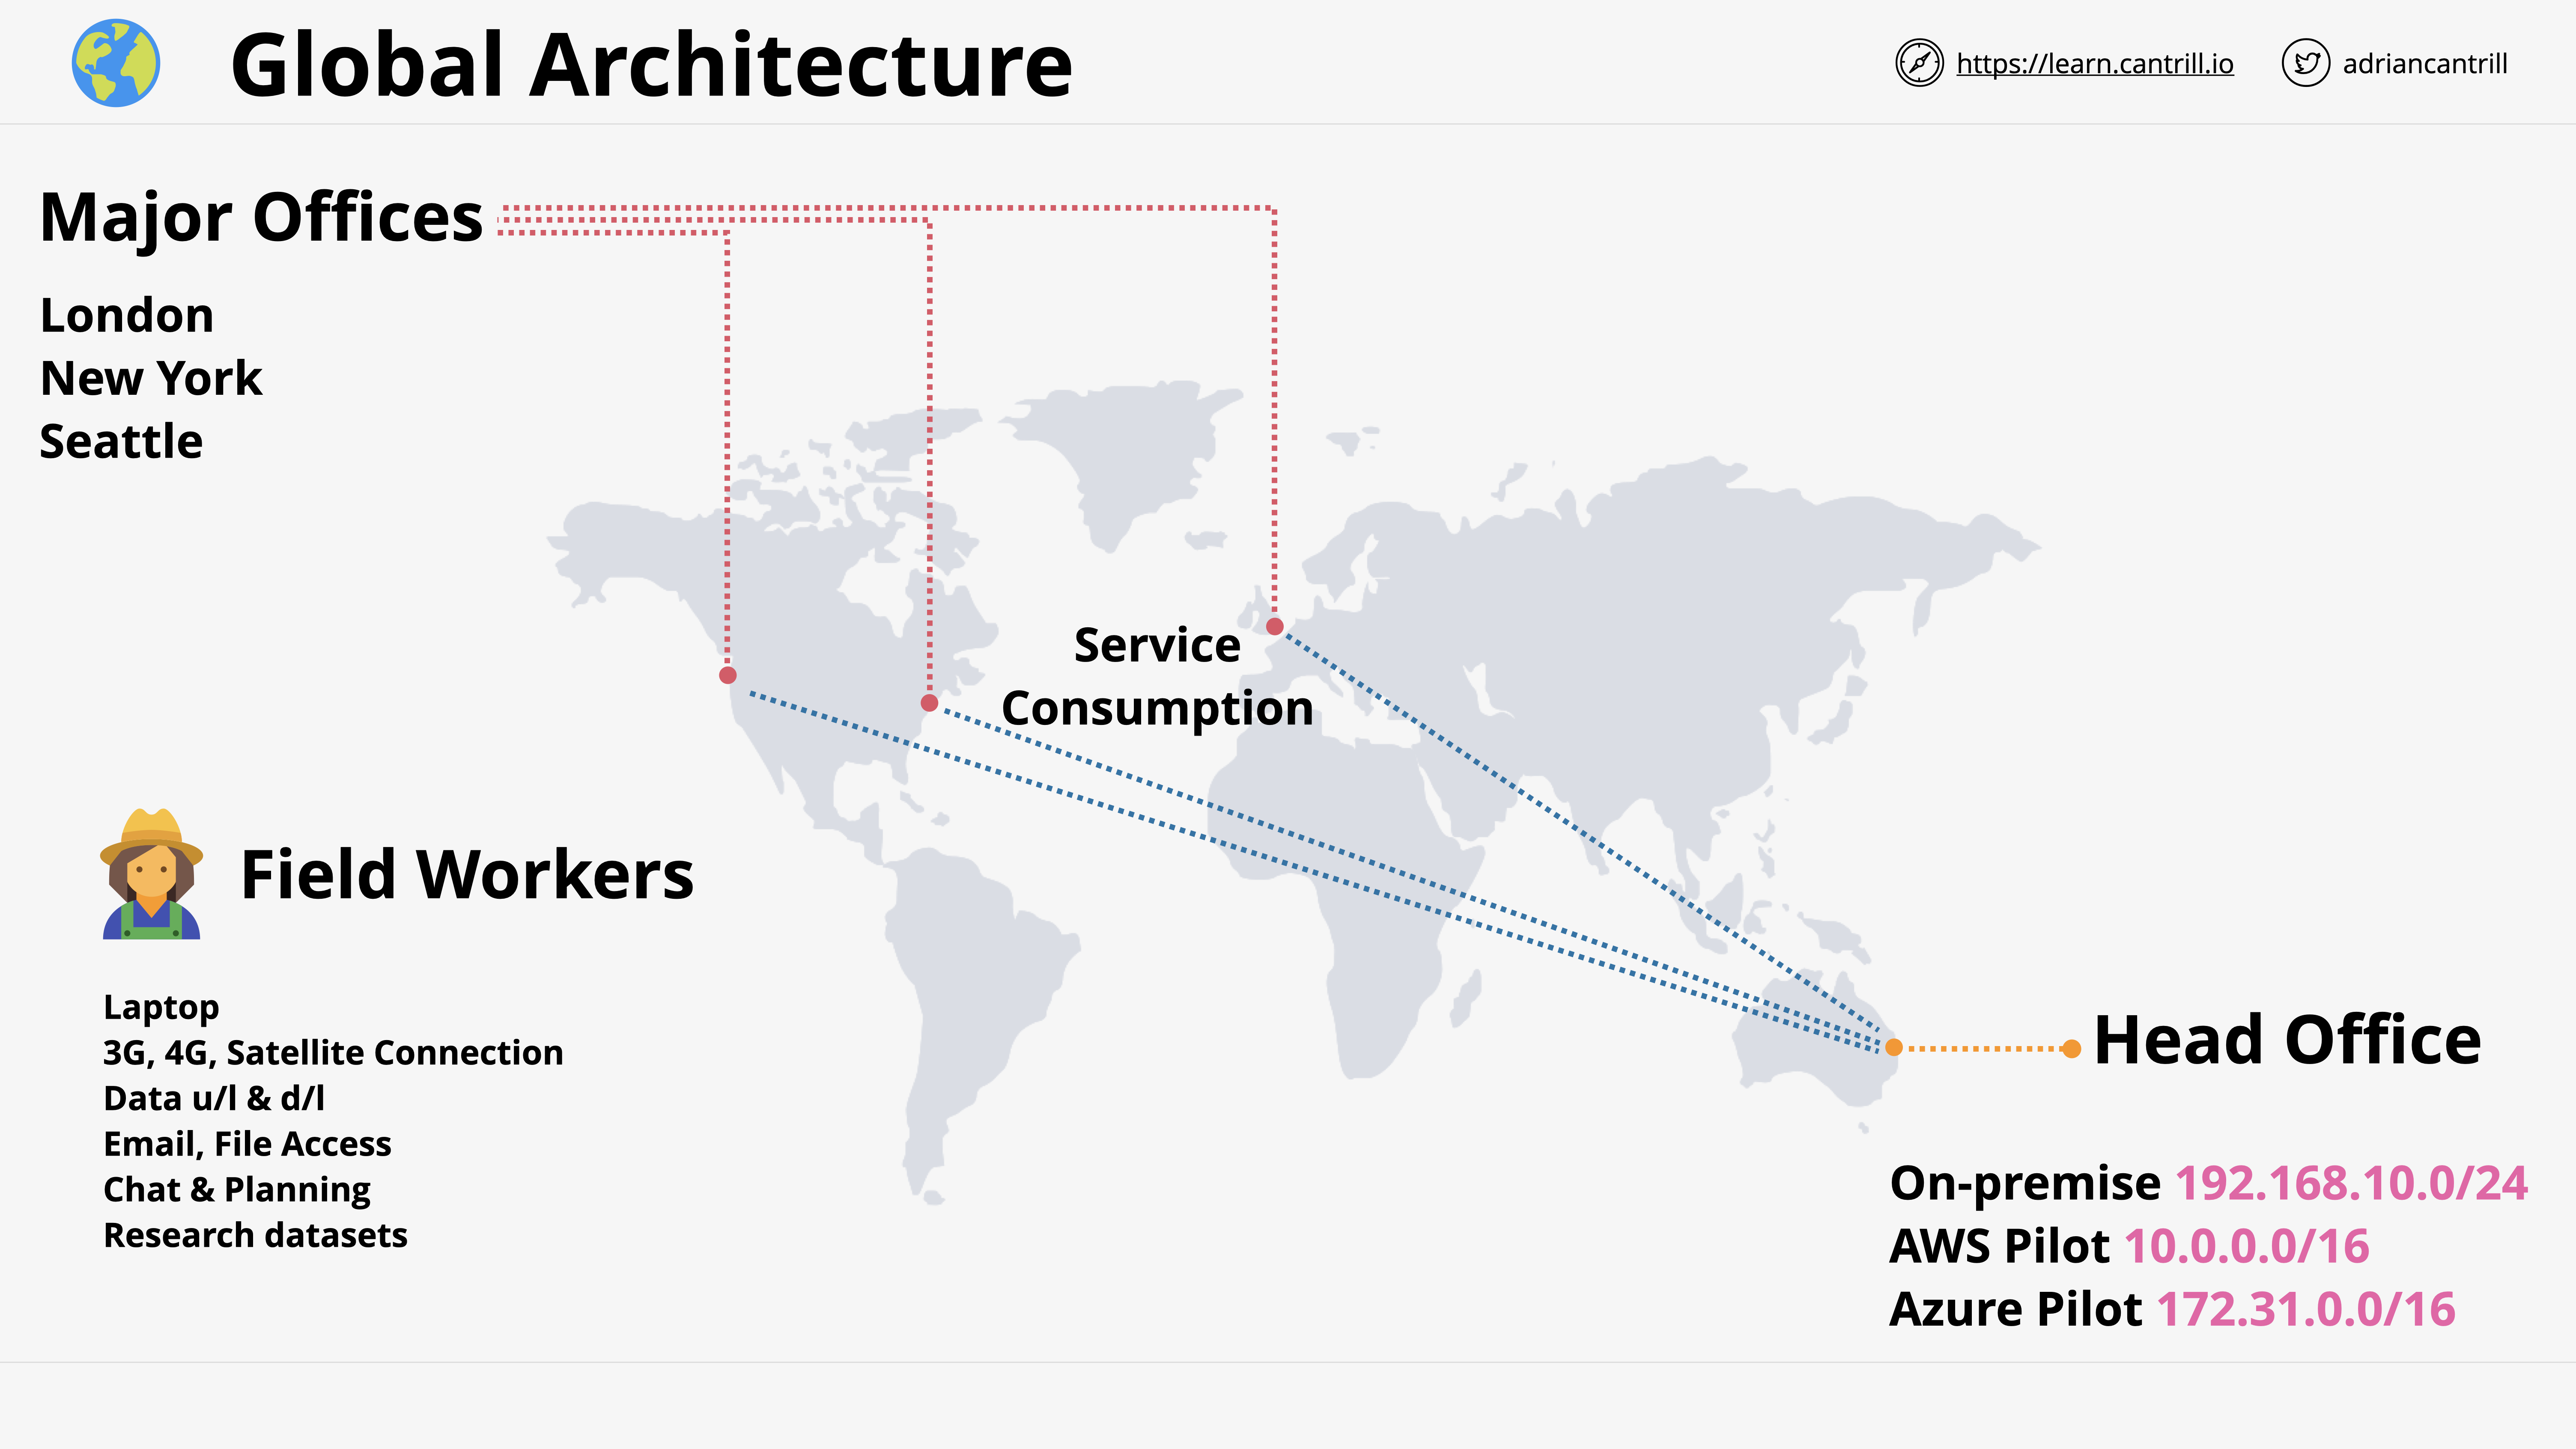 Global Architecture
https://learn.cantrill.io
adriancantrill
Major Offices
London
New York
Seattle
Service
Consumption
Field Workers
Laptop
3G, 4G, Satellite Connection
Data u/l & d/l
Email, File Access
Chat & Planning
Research datasets
Head Office
On-premise 192.168.10.0/24
AWS Pilot 10.0.0.0/16
Azure Pilot 172.31.0.0/16